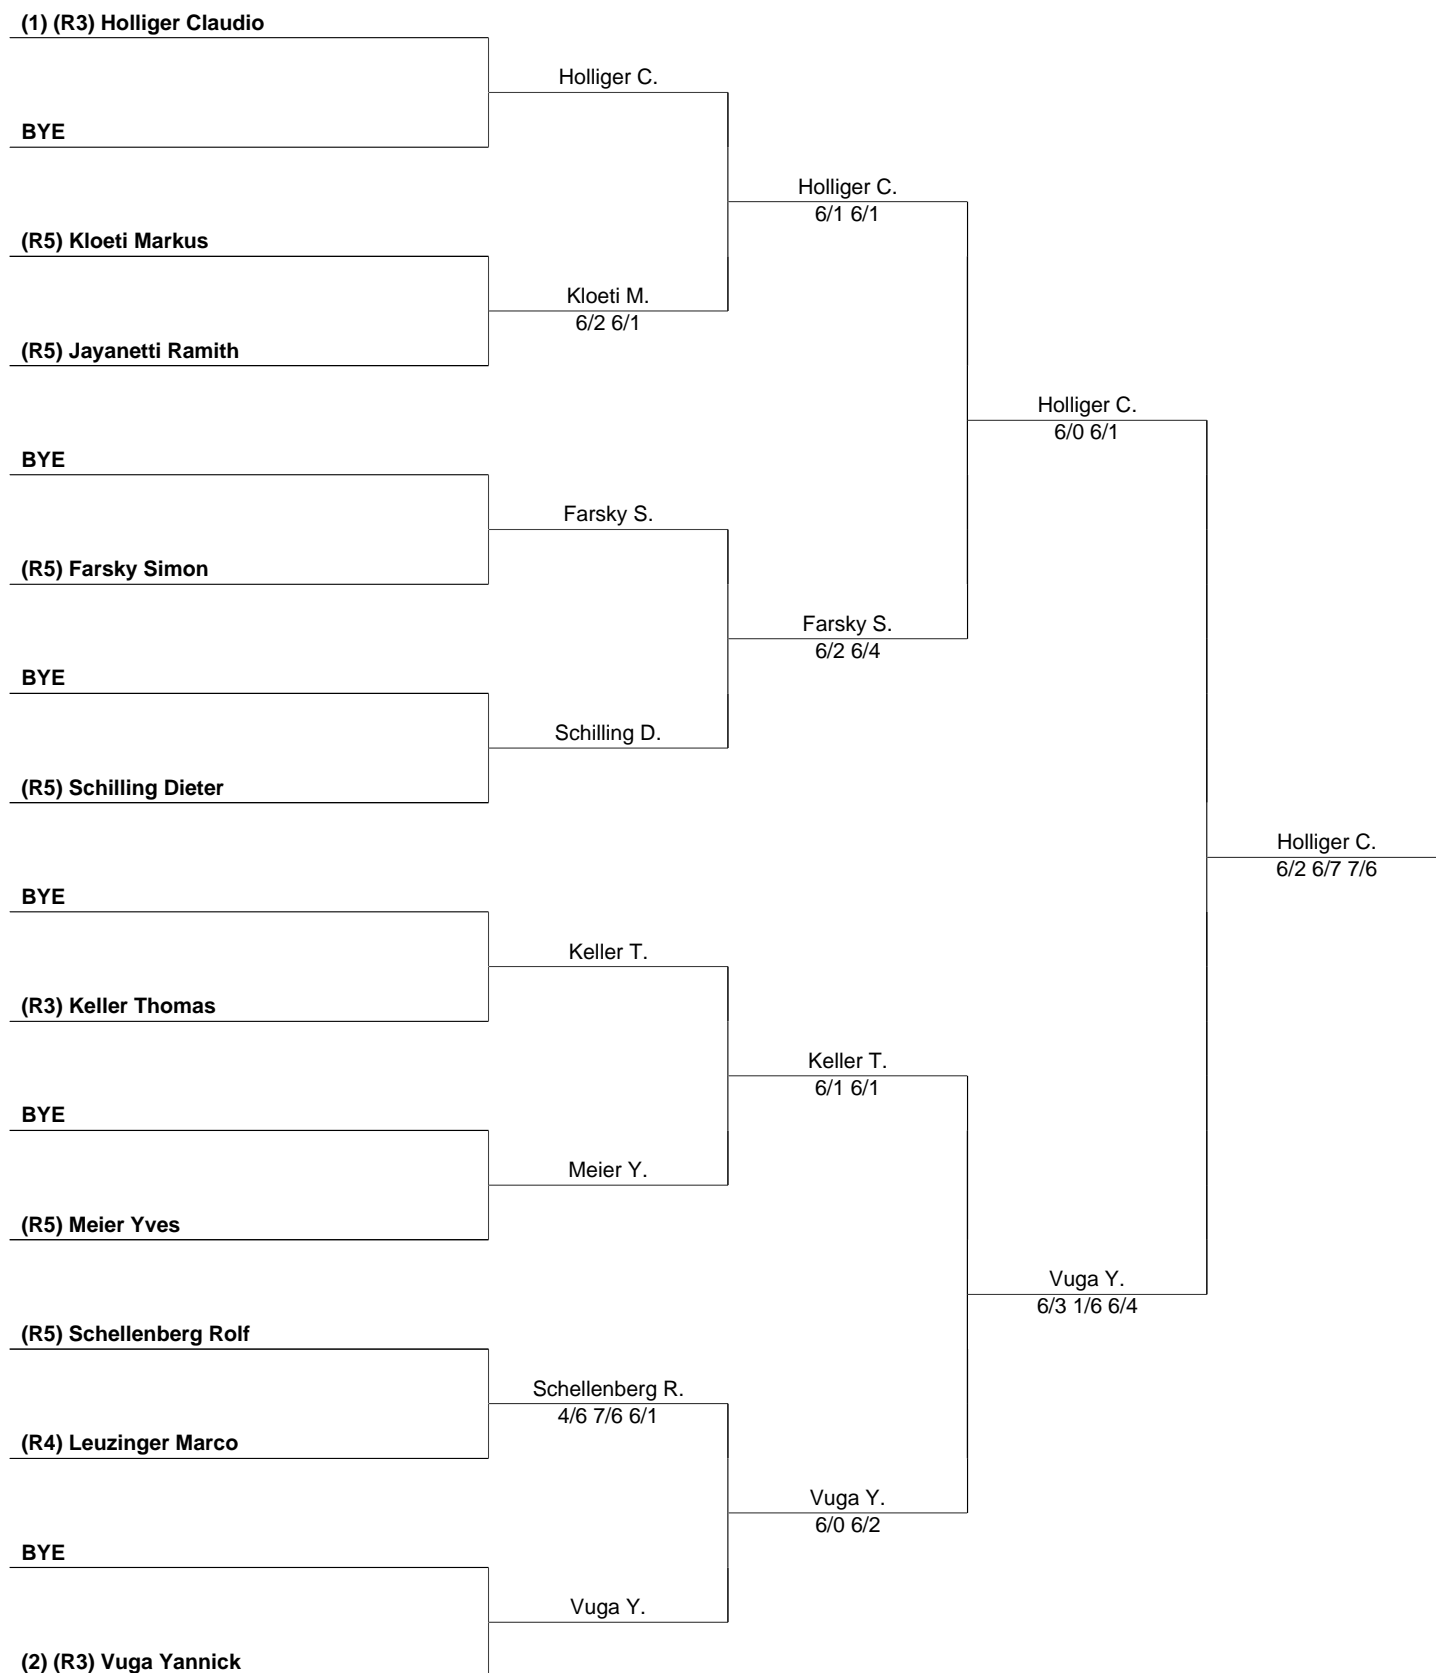 (1) (R3) Holliger Claudio
Holliger C.
BYE
Holliger C.
6/1 6/1
(R5) Kloeti Markus
Kloeti M.
6/2 6/1
(R5) Jayanetti Ramith
Holliger C.
6/0 6/1
BYE
Farsky S.
(R5) Farsky Simon
Farsky S.
6/2 6/4
BYE
Schilling D.
(R5) Schilling Dieter
Holliger C.
6/2 6/7 7/6
BYE
Keller T.
(R3) Keller Thomas
Keller T.
6/1 6/1
BYE
Meier Y.
(R5) Meier Yves
Vuga Y.
6/3 1/6 6/4
(R5) Schellenberg Rolf
Schellenberg R.
4/6 7/6 6/1
(R4) Leuzinger Marco
Vuga Y.
6/0 6/2
BYE
Vuga Y.
(2) (R3) Vuga Yannick